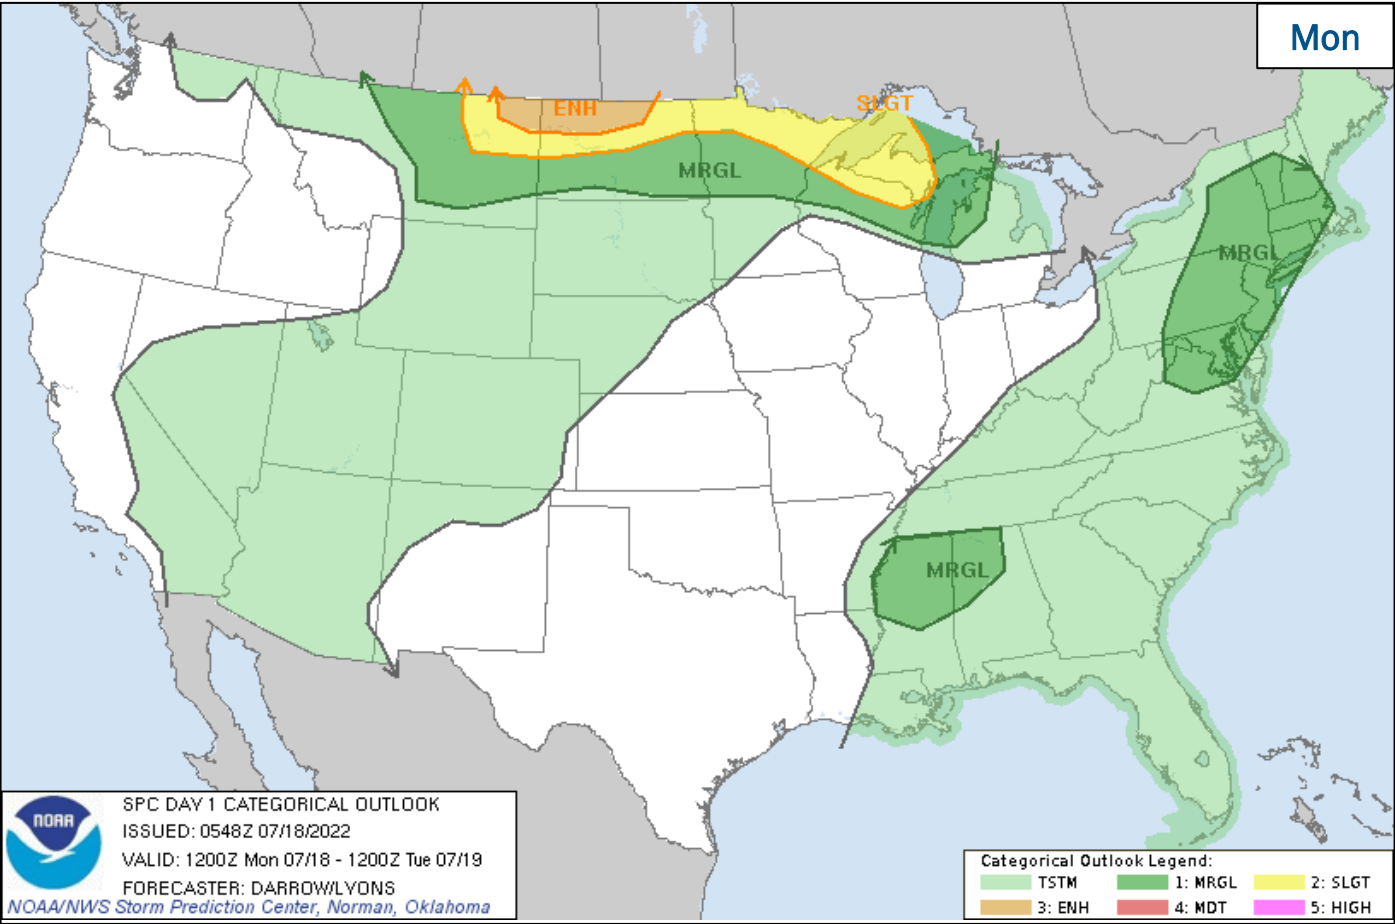 Mon
SLGT
ENH
MRGL
MRGL
MRGL
NOAA
SPC DAY 1 CATEGORICAL OUTLOOK
ISSUED: 0548Z 07/18/2022
VALID: 1200Z Mon 07/18 - 1200Z Tue 07/19
FORECASTER: DARROW/LYONS
NOAA/NWS Storm Prediction Center, Norman, Oklahoma
Categorical Outlook Legend:
TSTM 1: MRGL 2: SLGT
3: ENH 4: MDT 5: HIGH